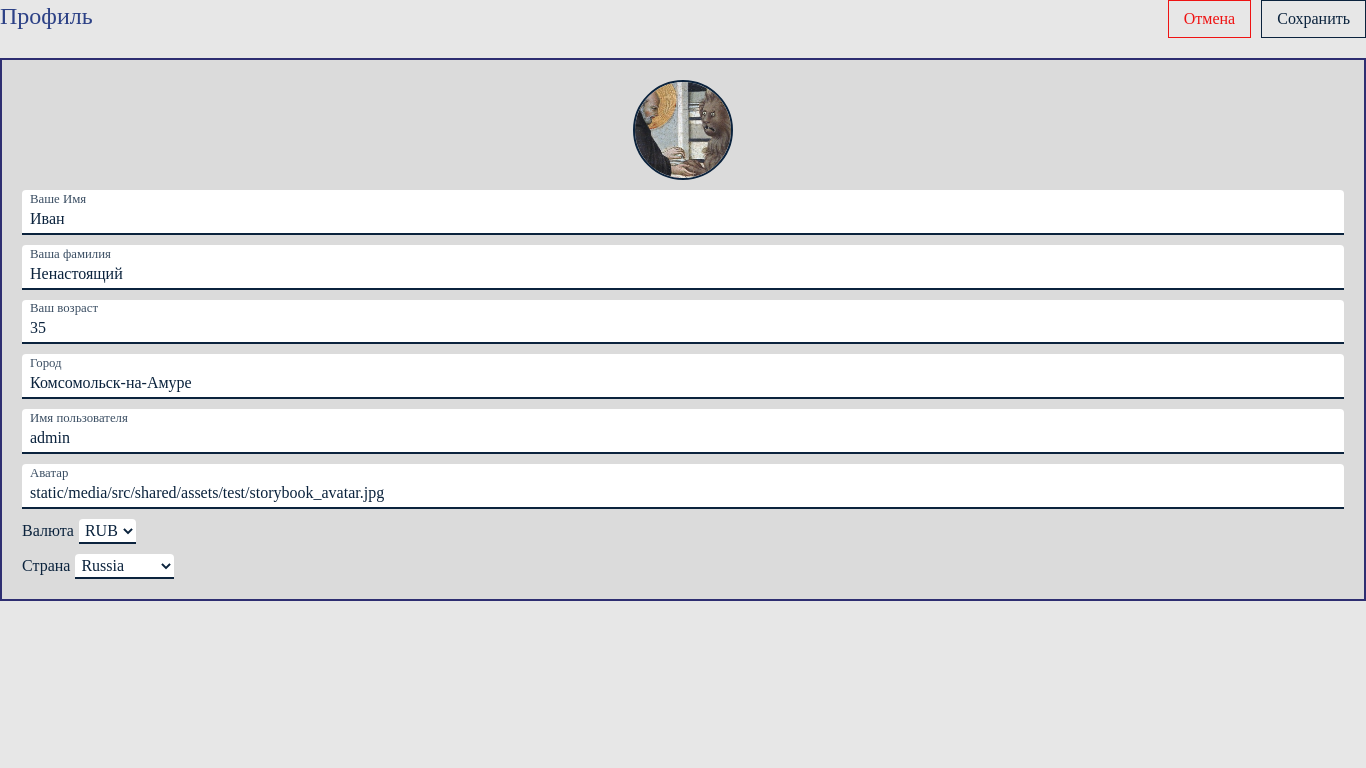 Профиль
Отмена
Сохранить
Ваше Имя
Иван
Ваша фамилия
Ненастоящий
Ваш возраст
35
Город
Комсомольск-на-Амуре
Имя пользователя
admin
Аватар
static/media/src/shared/assets/test/storybook_avatar.jpg
Валюта RUB
Страна Russia